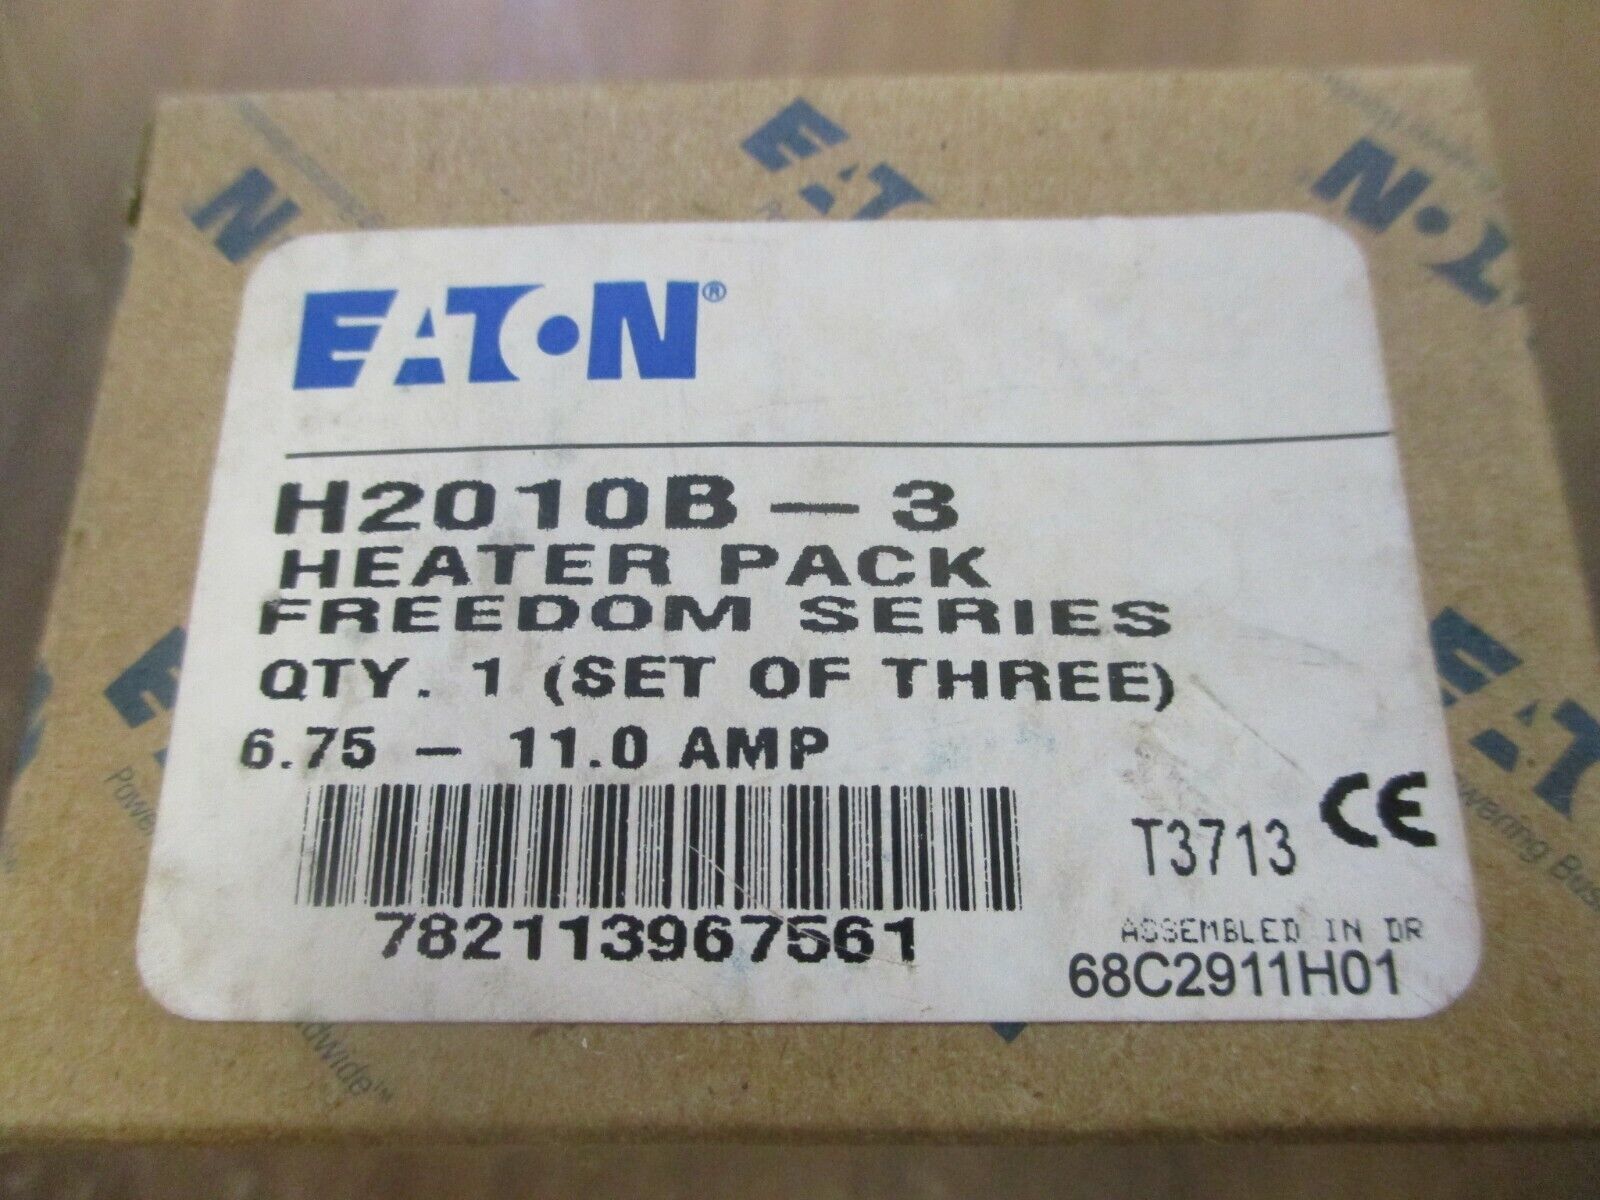 EATON®
H2010B-3
HEATER PACK
FREEDOM SERIES
QTY. 1 (SET OF THREE)
6.75 - 11.0 AMP
782113967561
T3713 CE
ASSEMBLED IN DR
68C2911H01